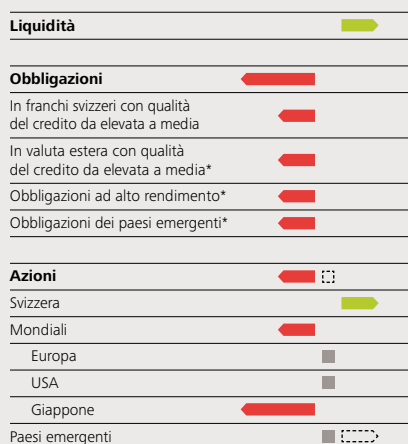 Liquidità
Obbligazioni
In franchi svizzeri con qualità
del credito da elevata a media
In valuta estera con qualità
del credito da elevata a media*
Obbligazioni ad alto rendimento*
Obbligazioni dei paesi emergenti*
Azioni
Svizzera
Mondiali
Europa
USA
Giappone
Paesi emergenti